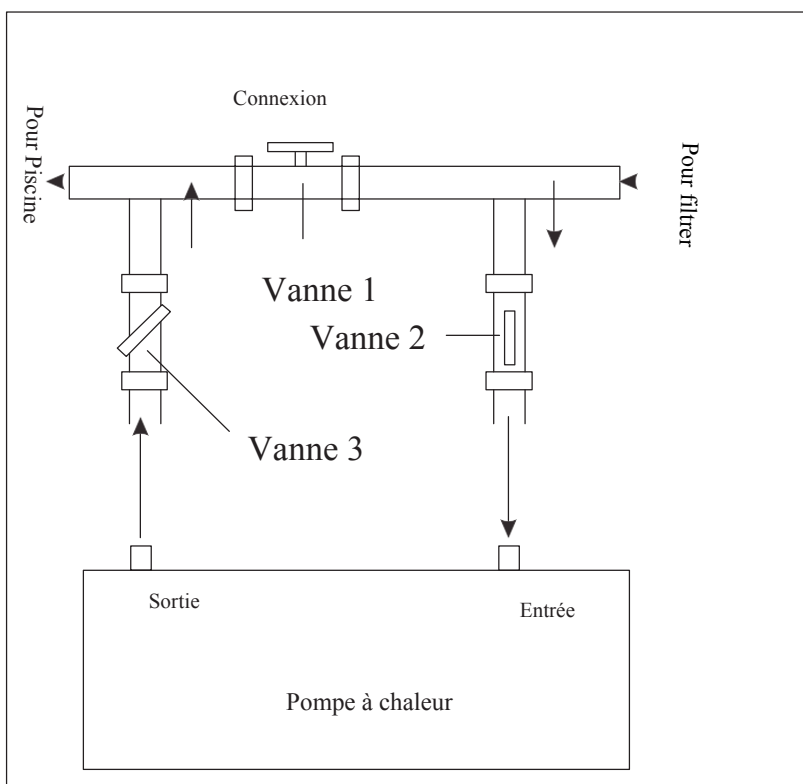 Connexion
Pour Piscine
Pour filtrer
Vanne 1
Vanne 2
Vanne 3
Sortie
Entrée
Pompe à chaleur